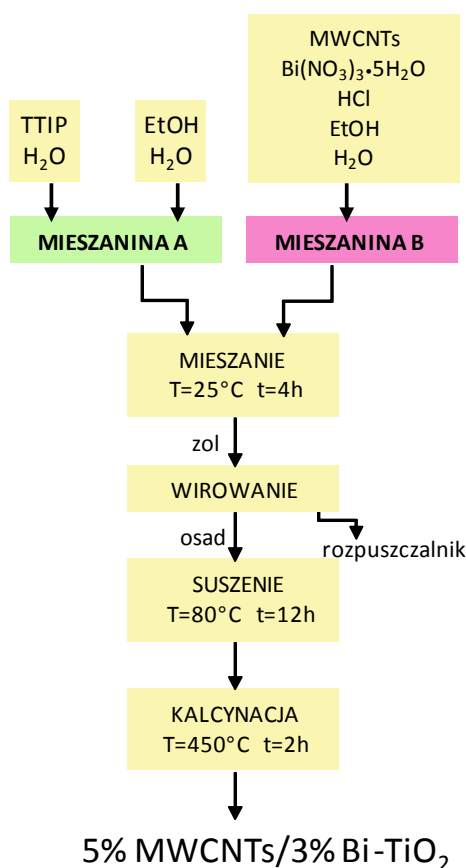 MWCNTs
Bi(NO₃)₃•5H₂O
HCl
EtOH
H₂O
TTIP
H₂O
EtOH
H₂O
MIESZANINA A
MIESZANINA B
MIESZANIE
T=25°C t=4h
zol
WIROWANIE
osad
rozpuszczalnik
SUSZENIE
T=80°C t=12h
KALCYNACJA
T=450°C t=2h
5% MWCNTs/3% Bi-TiO₂